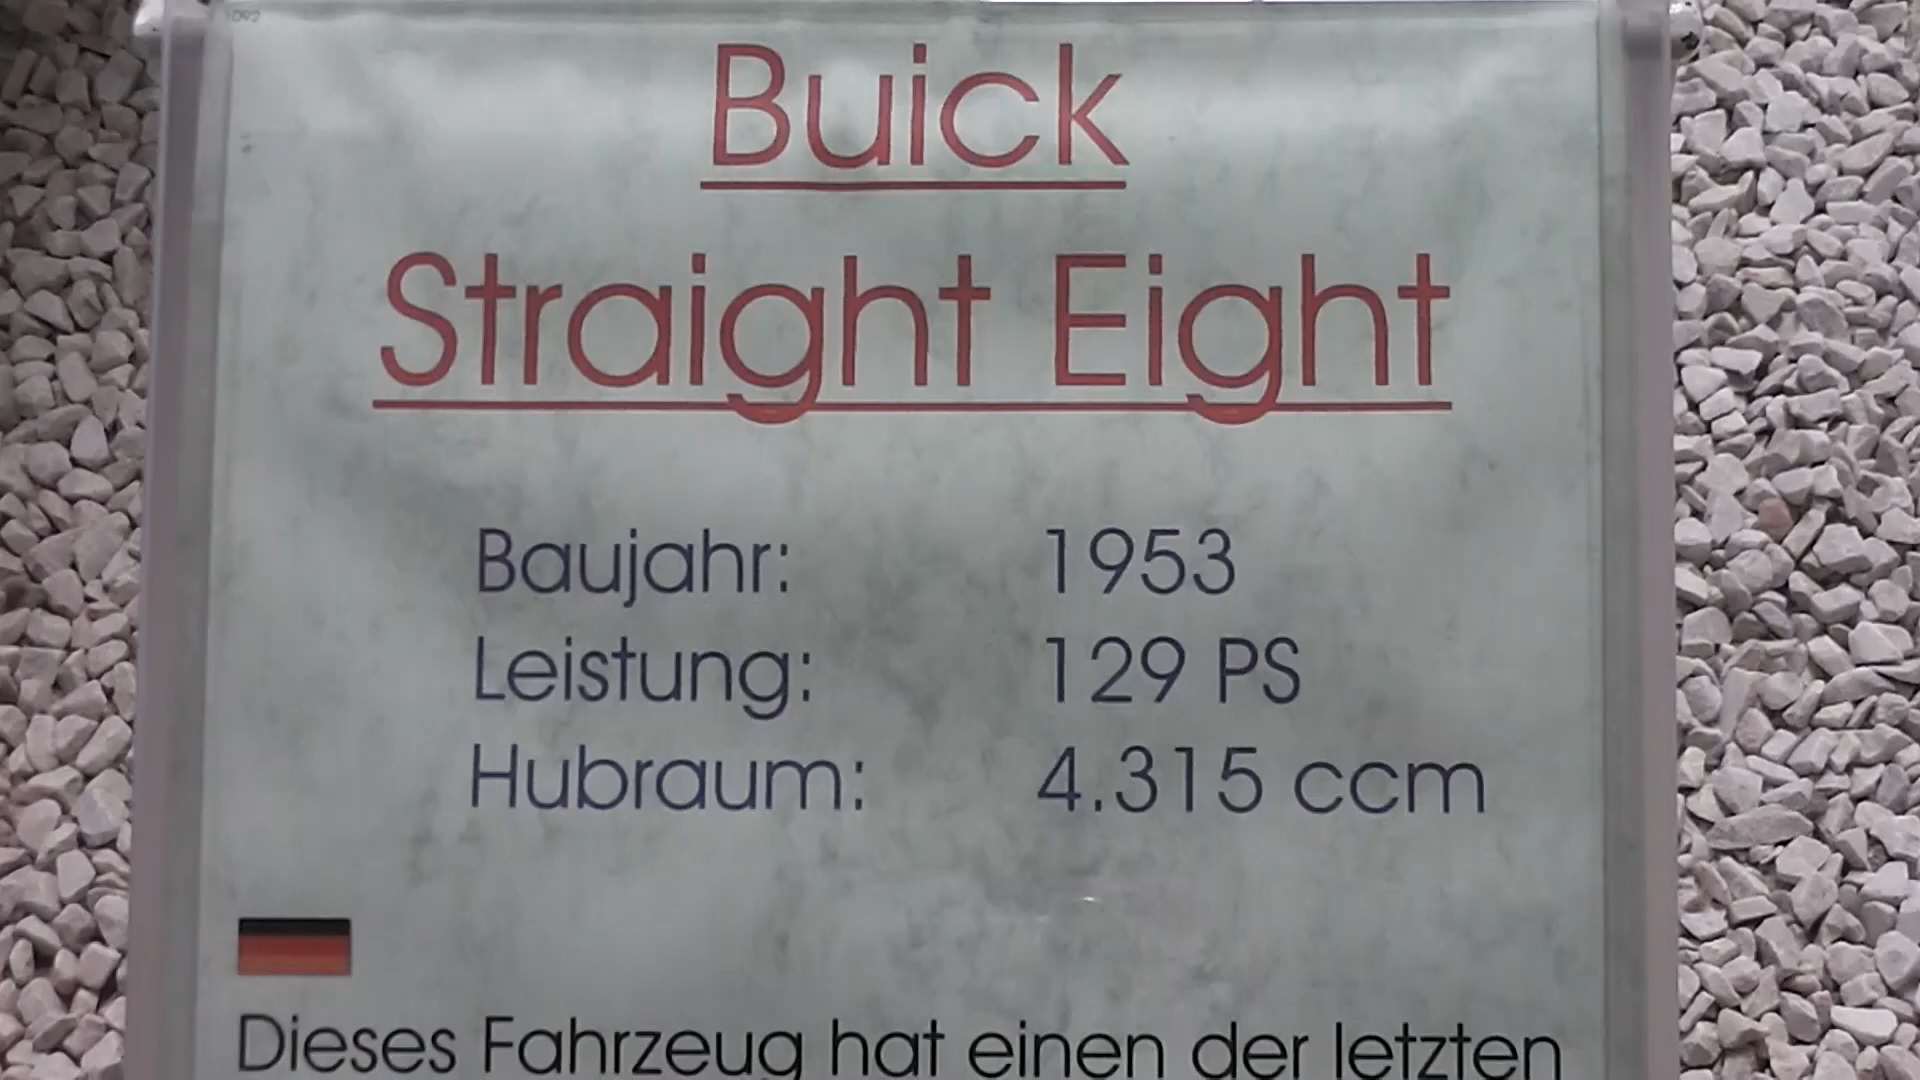 Buick
Straight Eight
Baujahr: 1953
Leistung: 129 PS
Hubraum: 4.315 ccm
Dieses Fahrzeug hat einen der letzten